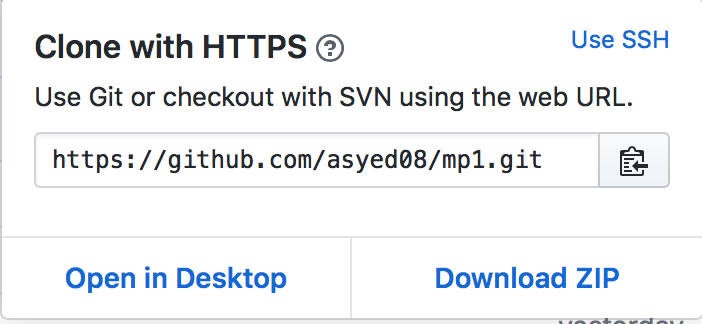 Clone with HTTPS ?
Use SSH
Use Git or checkout with SVN using the web URL.
https://github.com/asyed08/mp1.git
Open in Desktop
Download ZIP
yesterday